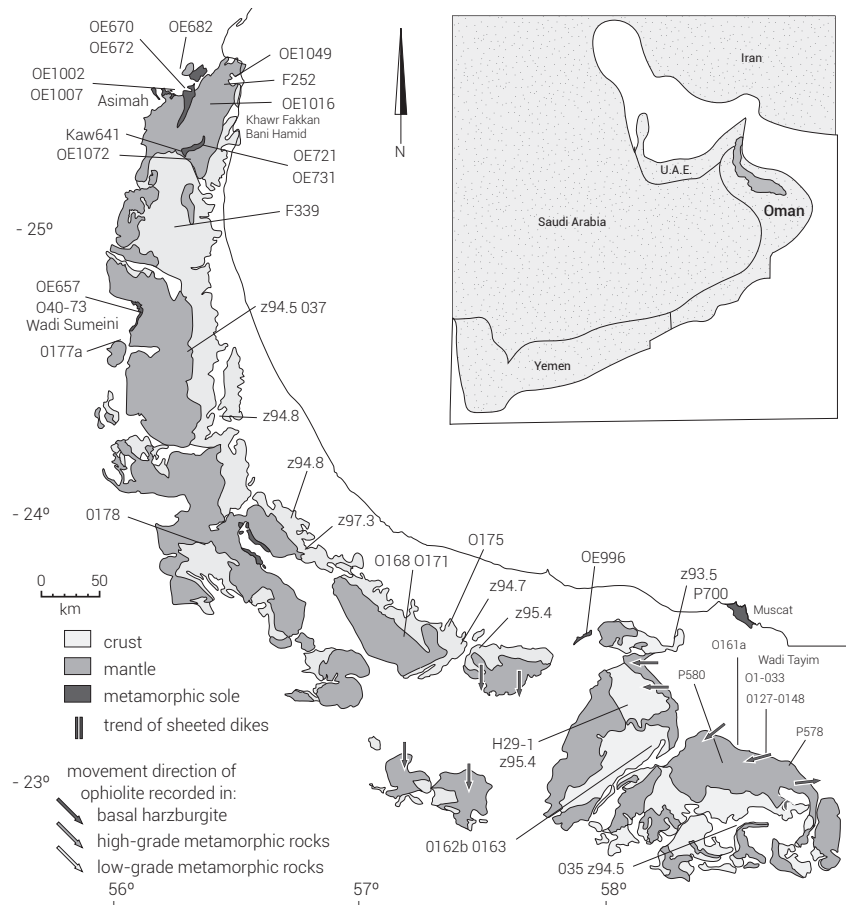 OE670
OE672
OE682
OE1049
F252
OE1002
OE1007
Asimah
OE1016
Khawr Fakkan
Bani Hamid
Kaw641
OE1072
OE721
OE731
N
F339
- 25º
OE657
O40-73
Wadi Sumeini
0177a
z94.5 037
z94.8
z94.8
- 24º
0178
z97.3
O175
O168 O171
z94.7
z95.4
OE996
z93.5
P700
Muscat
O161a
Wadi Tayim
O1-033
P580
0127-0148
P578
H29-1
z95.4
0162b 0163
035 z94.5
- 23º
0
50
km
crust
mantle
metamorphic sole
trend of sheeted dikes
movement direction of
ophiolite recorded in:
basal harzburgite
high-grade metamorphic rocks
low-grade metamorphic rocks
56º
57º
58º
Iran
U.A.E.
Oman
Saudi Arabia
Yemen